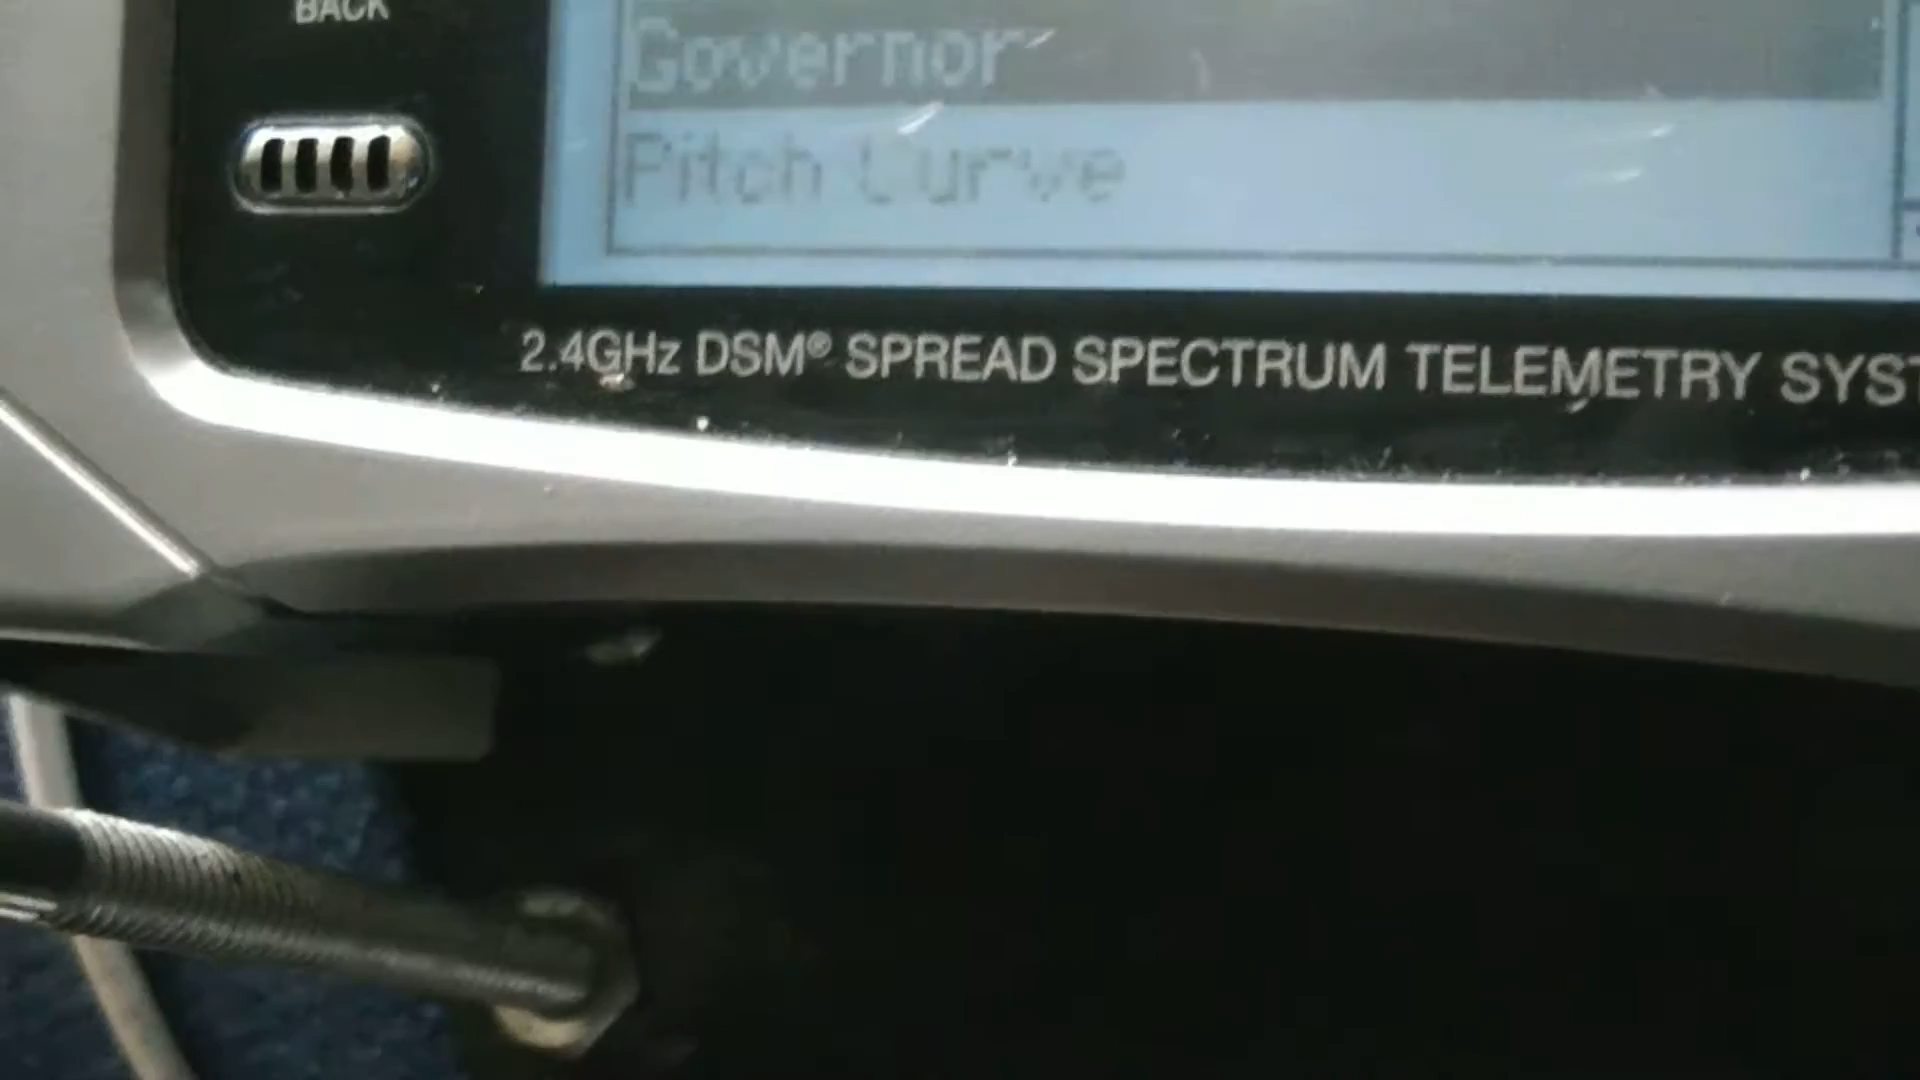 BACK
Governor
Pitch Curve
2.4GHz DSM® SPREAD SPECTRUM TELEMETRY SYST